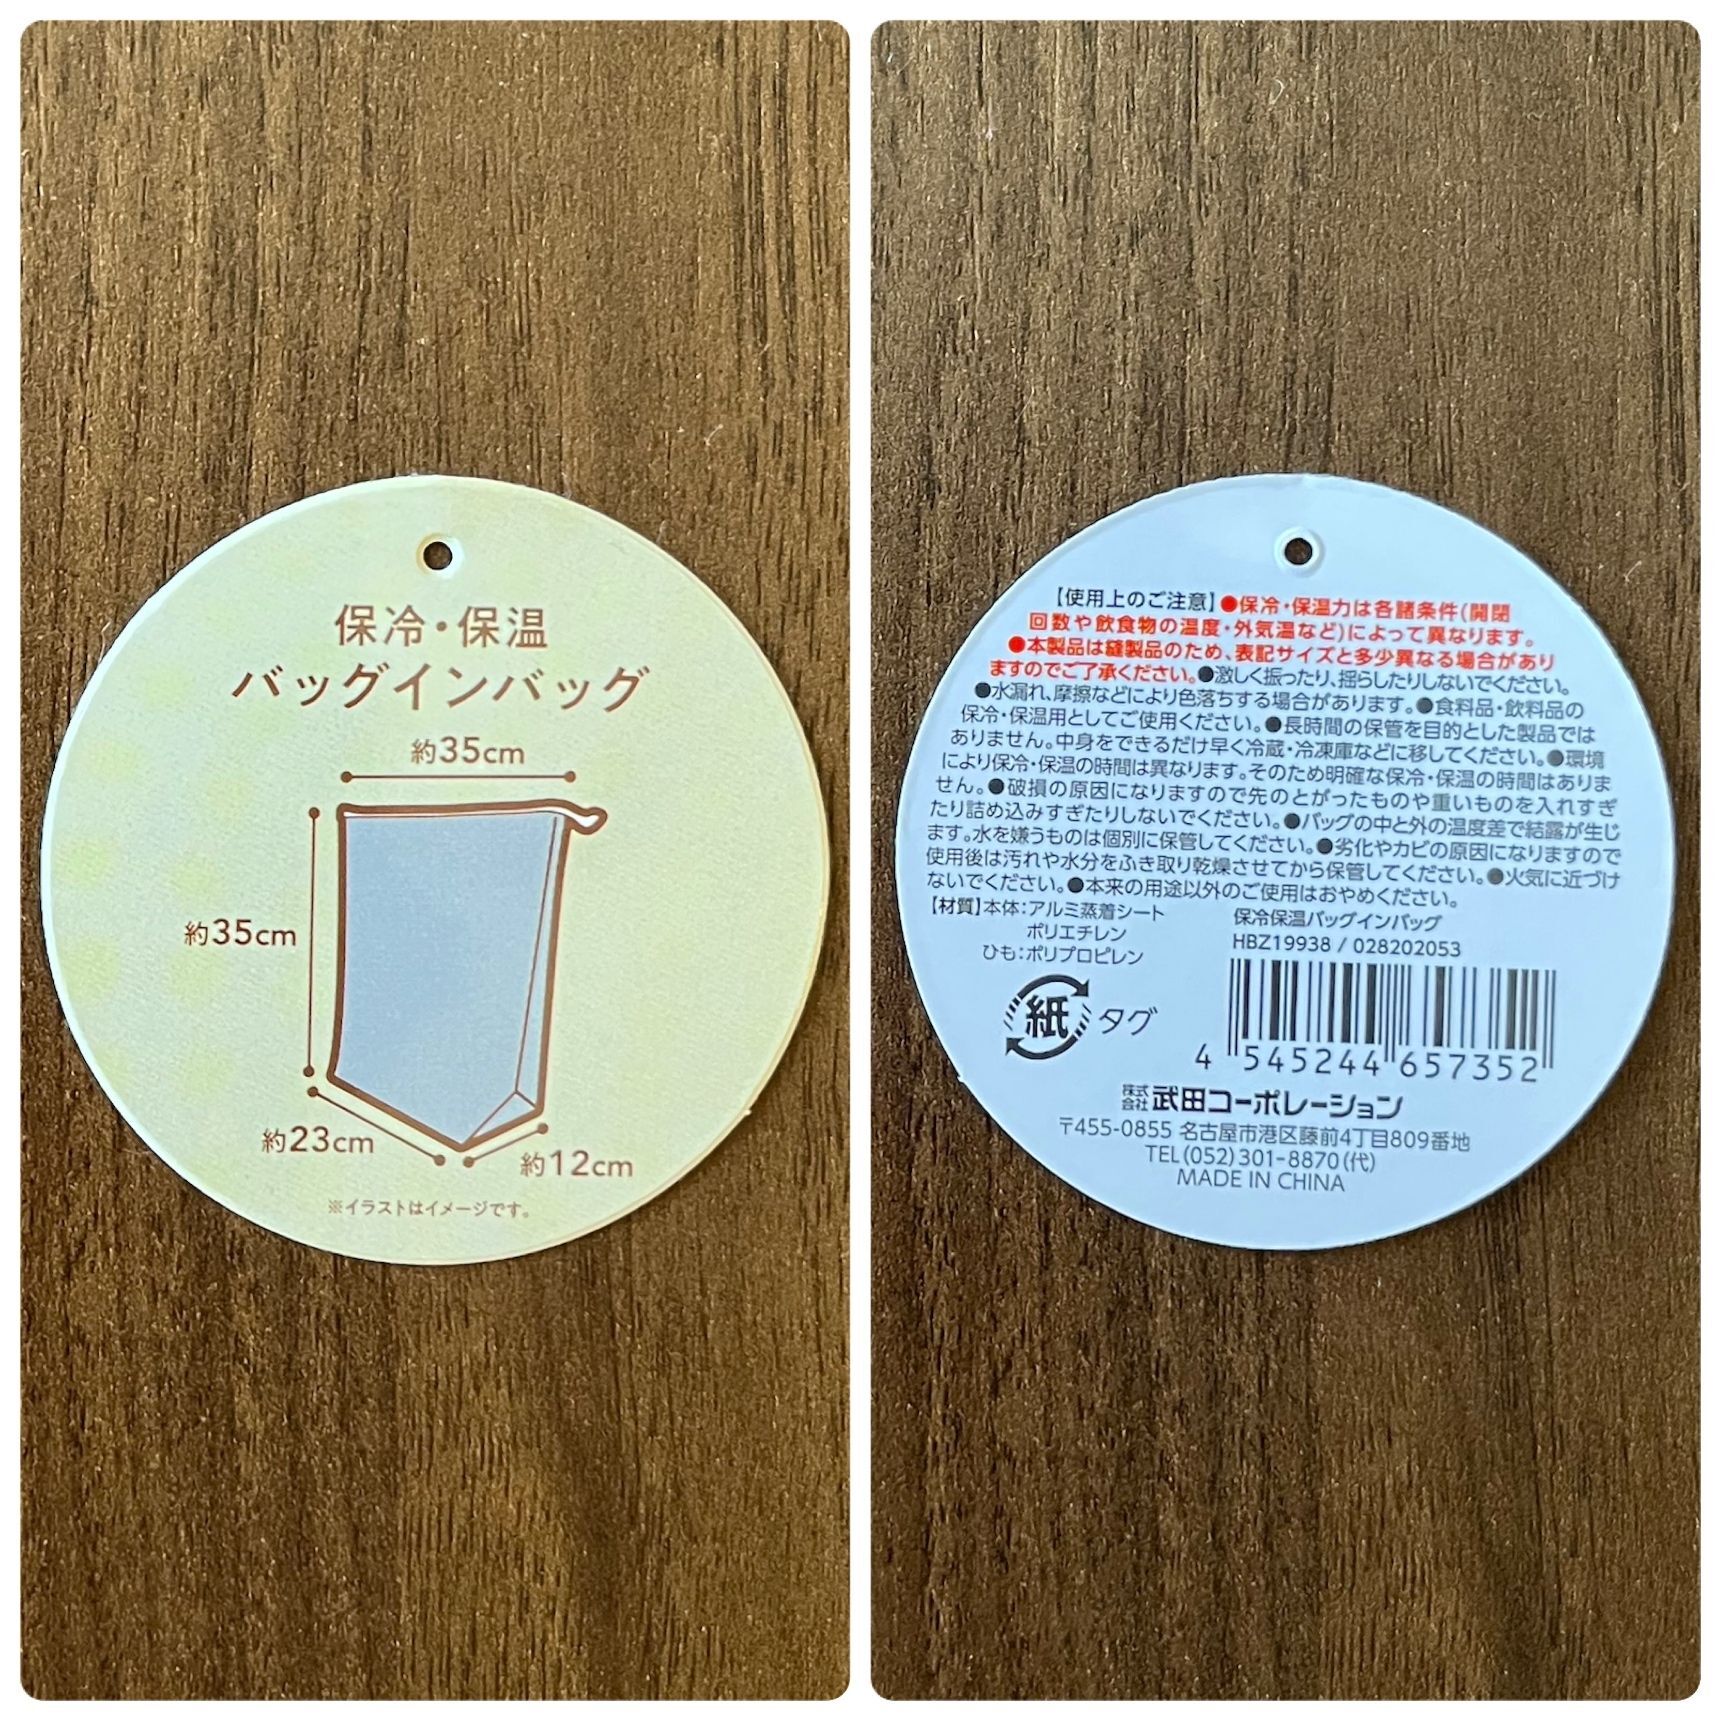 保冷・保温
バッグインバッグ
約35cm
約35cm
約23cm
約12cm
※イラストはイメージです。
【使用上のご注意】●保冷・保温力は各諸条件(開閉
回数や飲食物の温度・外気温など)によって異なります。
●本製品は縫製品のため、表記サイズと多少異なる場合があり
ますのでご了承ください。●激しく振ったり、揺らしたりしないでください。
●水漏れ、摩擦などにより色落ちする場合があります。●食料品・飲料品の
保冷・保温用としてご使用ください。●長時間の保管を目的とした製品では
ありません。中身をできるだけ早く冷蔵・冷凍庫などに移してください。●環境
により保冷・保温の時間は異なります。そのため明確な保冷・保温の時間はありま
せん。●破損の原因になりますので先のとがったものや重いものを入れすぎ
たり詰め込みすぎたりしないでください。●バッグの中と外の温度差で結露が生じ
ます。水を嫌うものは個別に保管してください。●劣化やカビの原因になりますので
使用後は汚れや水分をふき取り乾燥させてから保管してください。●火気に近づけ
ないでください。●本来の用途以外のご使用はおやめください。
【材質】本体:アルミ蒸着シート
ポリエチレン
ひも:ポリプロピレン
紙 タグ
保冷保温バッグインバッグ
HBZ19938 / 028202053
4 545244 657352
株式会社 武田コーポレーション
〒455-0855 名古屋市港区藤前4丁目809番地
TEL(052)301-8870(代)
MADE IN CHINA